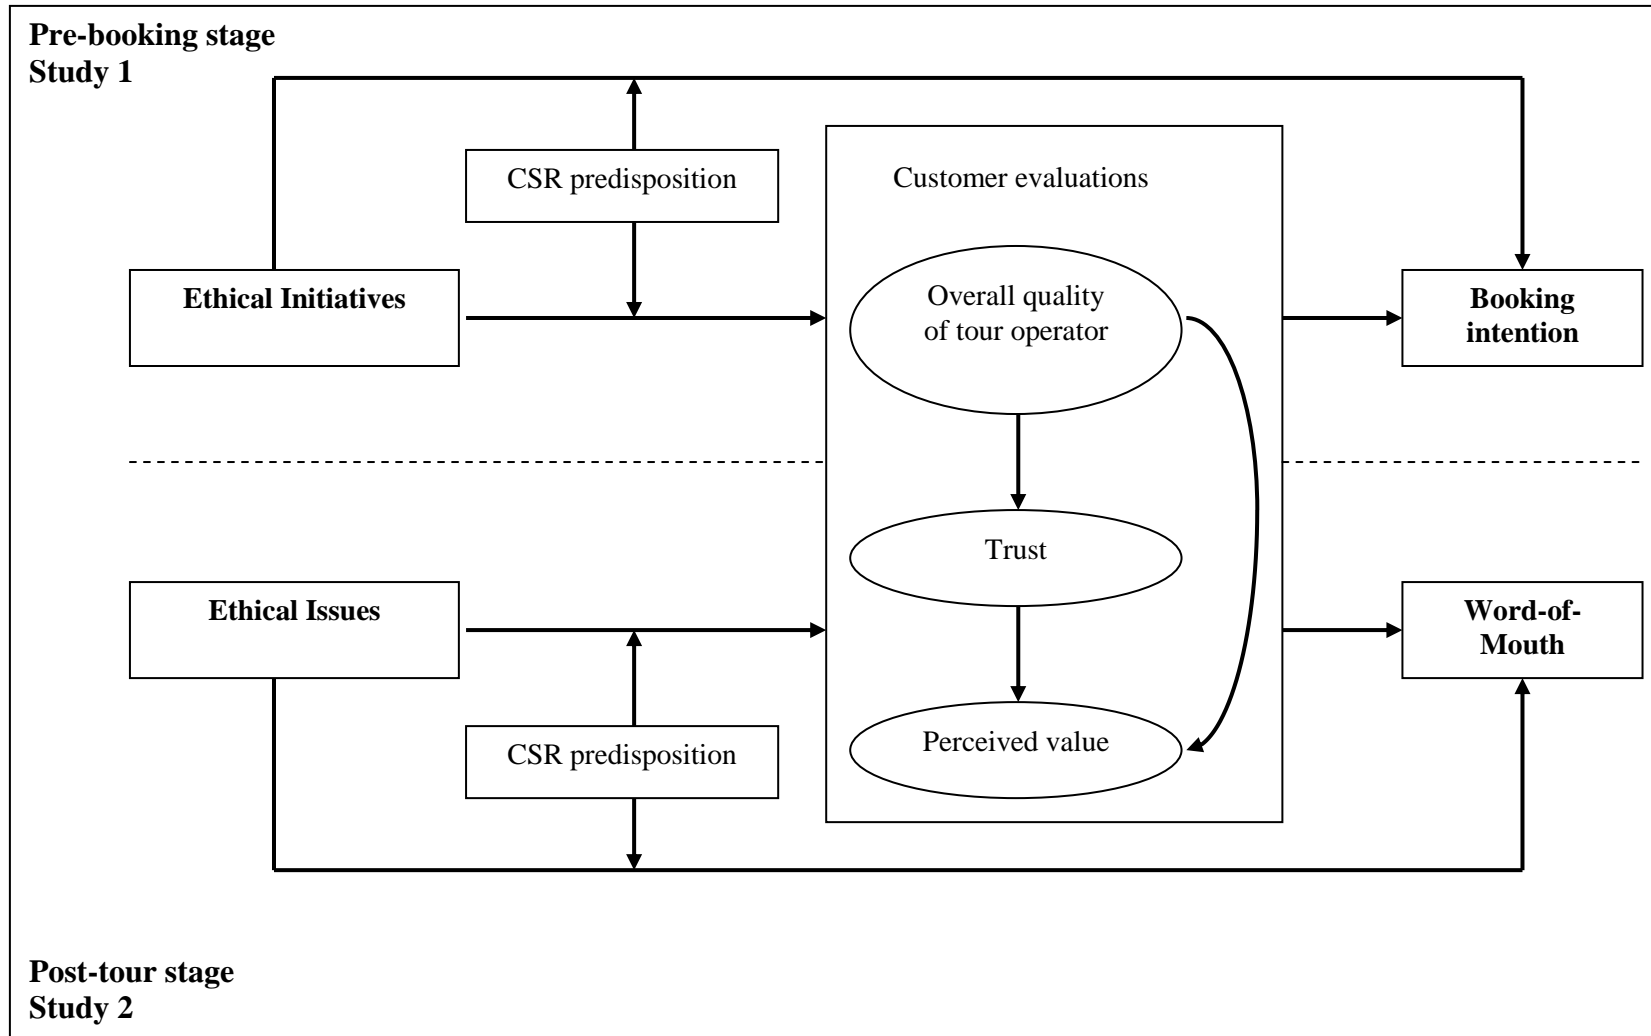 Pre-booking stage
Study 1
CSR predisposition
Customer evaluations
Ethical Initiatives
Overall quality
of tour operator
Booking
intention
Trust
Ethical Issues
Word-of-
Mouth
CSR predisposition
Perceived value
Post-tour stage
Study 2